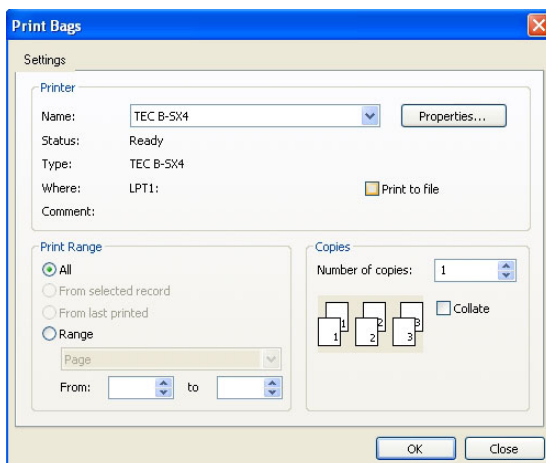 Print Bags
Settings
Printer
Name: TEC B-SX4 Properties...
Status: Ready
Type: TEC B-SX4
Where: LPT1: Print to file
Comment:
Print Range
All
From selected record
From last printed
Range
Page
From: to
Copies
Number of copies: 1
1 1 2 2 3 3
Collate
OK Close